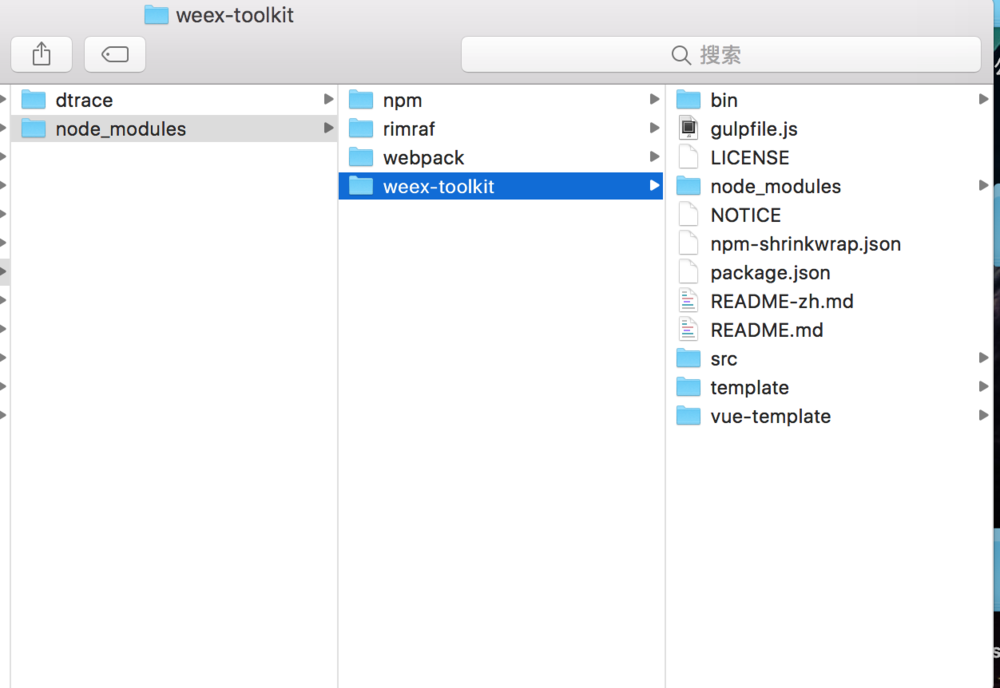 weex-toolkit
搜索
dtrace
node_modules
npm
rimraf
webpack
weex-toolkit
bin
gulpfile.js
LICENSE
node_modules
NOTICE
npm-shrinkwrap.json
package.json
README-zh.md
README.md
src
template
vue-template